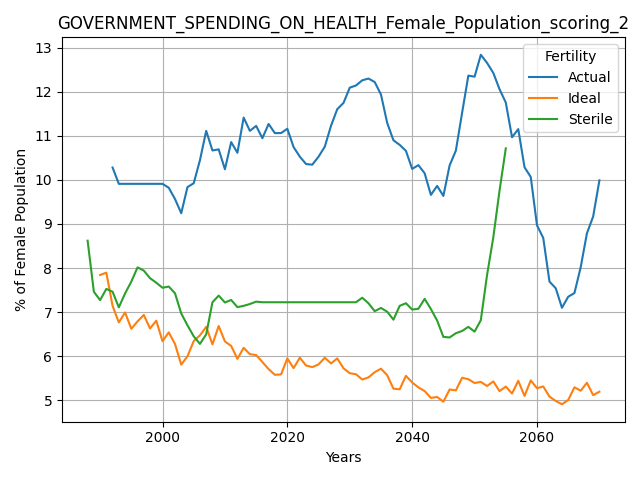 GOVERNMENT_SPENDING_ON_HEALTH_Female_Population_scoring_2
Fertility
Actual
Ideal
Sterile
% of Female Population
13
12
11
10
9
8
7
6
5
2000 2020 2040 2060
Years